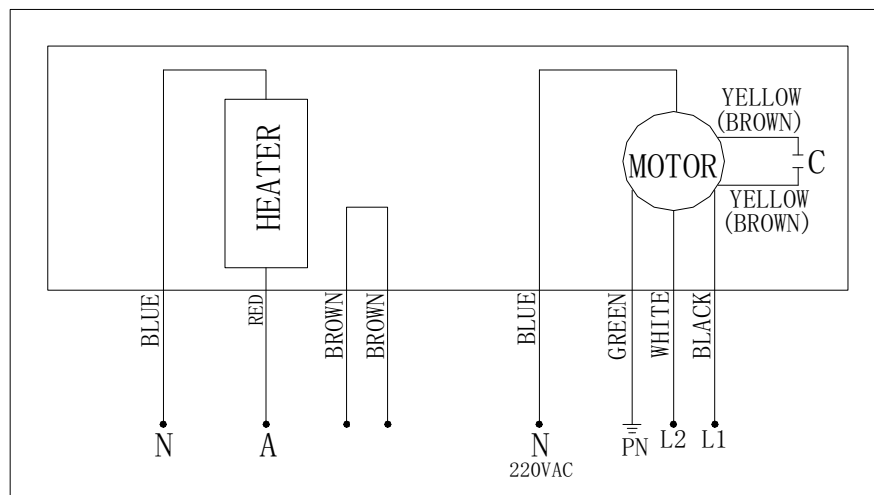 YELLOW
(BROWN)
HEATER
MOTOR
C
YELLOW
(BROWN)
BLUE
RED
BROWN
BROWN
BLUE
GREEN
WHITE
BLACK
N
A
N
PN
L2
L1
220VAC